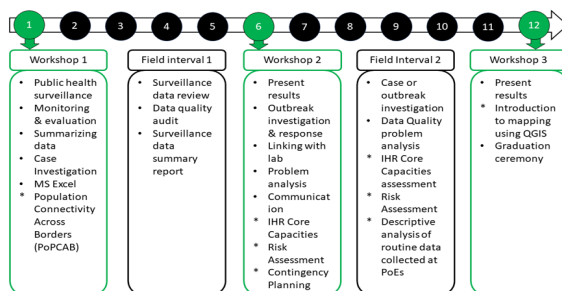 1 2 3 4 5 6 7 8 9 10 11 12
Workshop 1
• Public health
surveillance
• Monitoring
& evaluation
• Summarizing
data
• Case
Investigation
• MS Excel
* Population
Connectivity
Across
Borders
(PoPCAB)
Field interval 1
• Surveillance
data review
• Data quality
audit
• Surveillance
data
summary
report
Workshop 2
• Present
results
• Outbreak
investigation
& response
• Linking with
lab
• Problem
analysis
• Communicat
ion
* IHR Core
Capacities
* Risk
Assessment
* Contingency
Planning
Field Interval 2
• Case or
outbreak
investigation
• Data Quality
problem
analysis
* IHR Core
Capacities
assessment
* Risk
Assessment
* Descriptive
analysis of
routine data
collected at
PoEs
Workshop 3
• Present
results
* Introduction
to mapping
using QGIS
• Graduation
ceremony